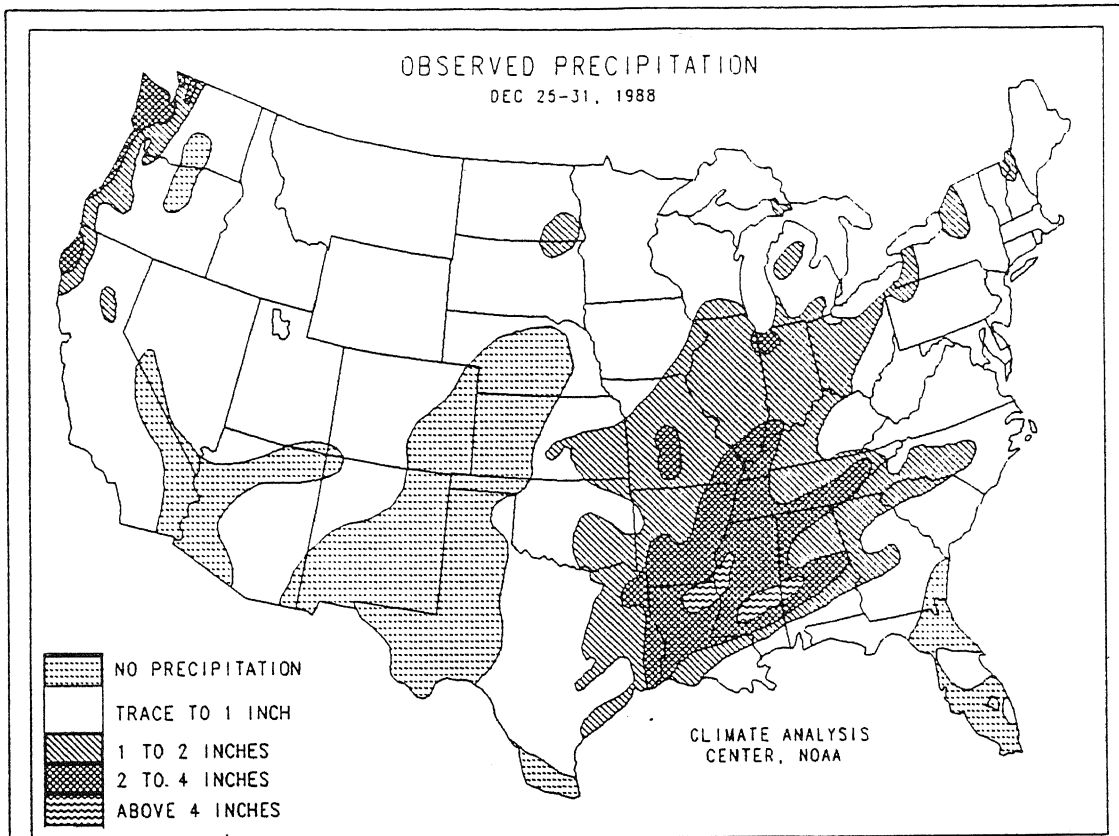 OBSERVED PRECIPITATION
DEC 25-31, 1988
NO PRECIPITATION
TRACE TO 1 INCH
1 TO 2 INCHES
2 TO 4 INCHES
ABOVE 4 INCHES
CLIMATE ANALYSIS
CENTER, NOAA